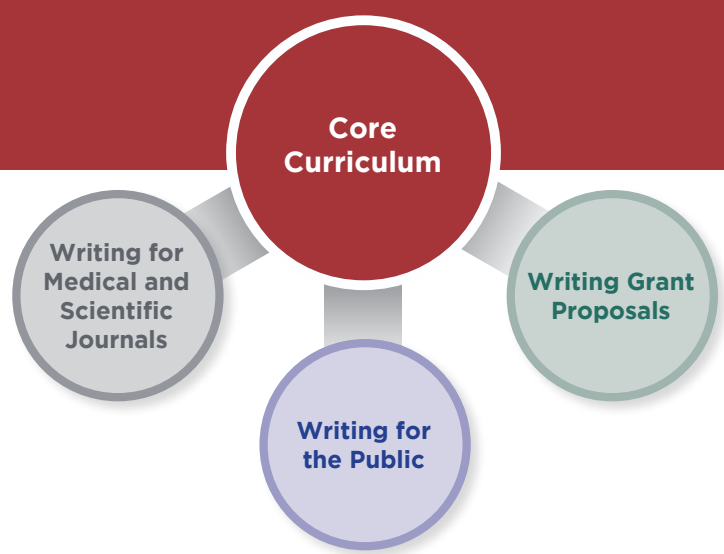 Core
Curriculum
Writing for
Medical and
Scientific
Journals
Writing Grant
Proposals
Writing for
the Public